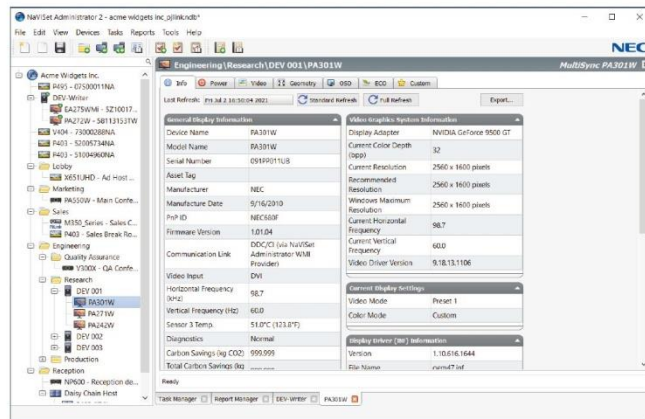 NaViSet Administrator 2 - acme widgets inc_pjlink.ndb*
File Edit View Devices Tasks Reports Tools Help
NEC
Engineering\Research\DEV 001\PA301W
MultiSync PA301W
Info Power Video Geometry OSD ECO Custom
Last Refresh: Fri Jul 2 16:50:04 2021 Standard Refresh Full Refresh Export...
Acme Widgets Inc.
P495 - 07500011NA
DEV-Writer
EA275WMi - SZ10017...
PA272W - 5B113153TW
V404 - 73000288NA
P403 - 52005734NA
P403 - 51004960NA
Lobby
X651UHD - Ad Host ...
Marketing
PA550W - Main Confe...
Sales
M350_Series - Sales C...
P403 - Sales Break Ro...
Engineering
Quality Assurance
V300X - QA Confe...
Research
DEV 001
PA301W
PA271W
PA242W
DEV 002
DEV 003
Production
Reception
NP600 - Reception de...
Daisy Chain Host
General Display Information
Device Name PA301W
Model Name PA301W
Serial Number 091PP011UB
Asset Tag
Manufacturer NEC
Manufacture Date 9/16/2010
PnP ID NEC680F
Firmware Version 1.01.04
Communication Link DDC/CI (via NaViSet Administrator WMI Provider)
Video Input DVI
Horizontal Frequency (kHz) 98.7
Vertical Frequency (Hz) 60.0
Sensor 3 Temp. 51.0°C (123.8°F)
Diagnostics Normal
Carbon Savings (kg CO2) 999.999
Total Carbon Savings (kg
Video Graphics System Information
Display Adapter NVIDIA GeForce 9500 GT
Current Color Depth (bpp) 32
Current Resolution 2560 x 1600 pixels
Recommended Resolution 2560 x 1600 pixels
Windows Maximum Resolution 2560 x 1600 pixels
Current Horizontal Frequency 98.7
Current Vertical Frequency 60.0
Video Driver Version 9.18.13.1106
Current Display Settings
Video Mode Preset 1
Color Mode Custom
Display Driver (INF) Information
Version 1.10.616.1644
File Name oem47.inf
Ready
Task Manager Report Manager DEV-Writer PA301W